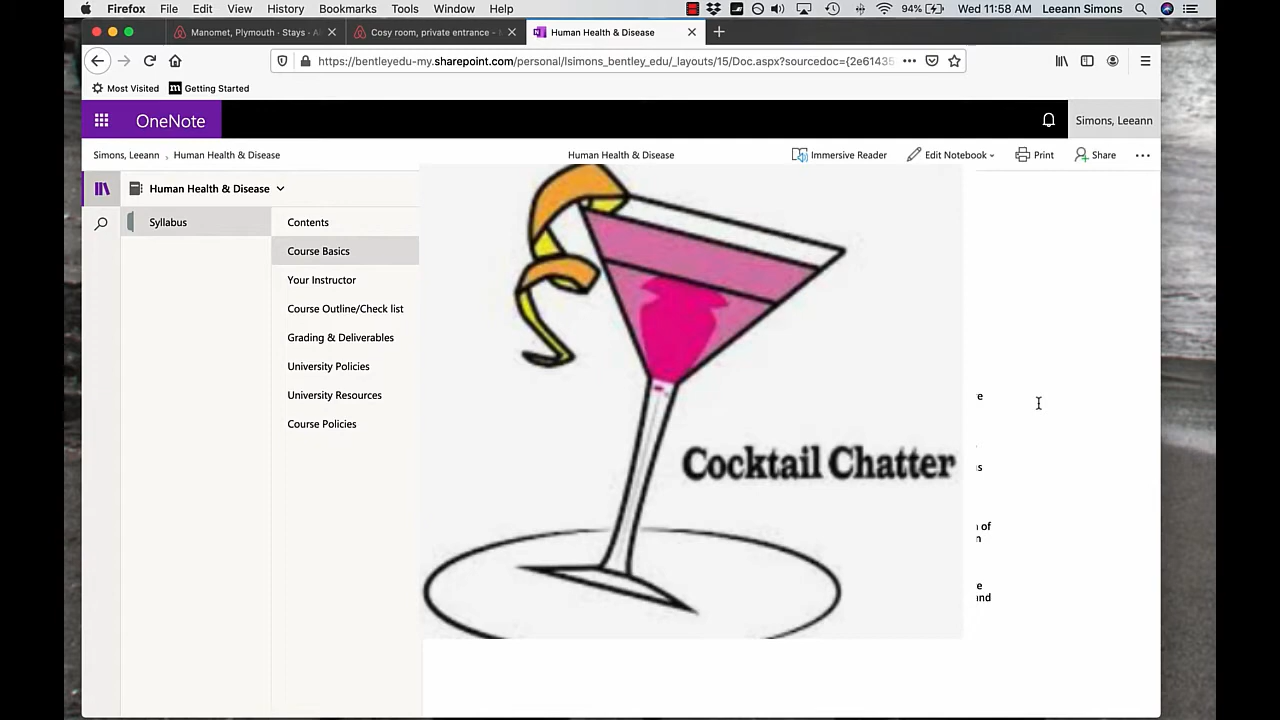 Firefox File Edit View History Bookmarks Tools Window Help 94% Wed 11:58 AM Leeann Simons
Manomet, Plymouth · Stays · Ai
Cosy room, private entrance -
Human Health & Disease
https://bentleyedu-my.sharepoint.com/personal/lsimons_bentley_edu/_layouts/15/Doc.aspx?sourcedoc={2e61435
Most Visited Getting Started
OneNote
Simons, Leeann
Simons, Leeann › Human Health & Disease
Human Health & Disease
Immersive Reader Edit Notebook Print Share
Human Health & Disease
Syllabus
Contents
Course Basics
Your Instructor
Course Outline/Check list
Grading & Deliverables
University Policies
University Resources
Course Policies
Cocktail Chatter
of
and